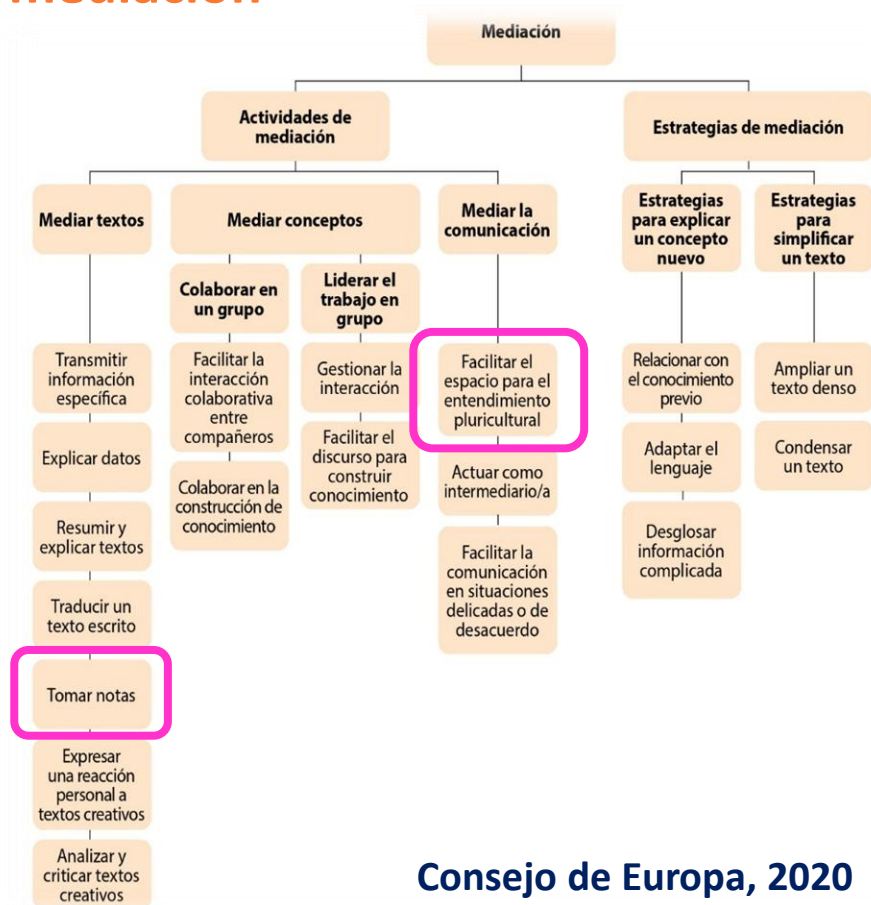 Mediación
Actividades de
mediación
Estrategias de mediación
Mediar textos
Mediar conceptos
Mediar la
comunicación
Estrategias
para explicar
un concepto
nuevo
Estrategias
para
simplificar
un texto
Colaborar en
un grupo
Liderar el
trabajo en
grupo
Transmitir
información
específica
Explicar datos
Resumir y
explicar textos
Traducir un
texto escrito
Tomar notas
Expresar
una reacción
personal a
textos creativos
Analizar y
criticar textos
creativos
Facilitar la
interacción
colaborativa
entre
compañeros
Colaborar en la
construcción de
conocimiento
Gestionar la
interacción
Facilitar el
discurso para
construir
conocimiento
Facilitar el
espacio para el
entendimiento
pluricultural
Actuar como
intermediario/a
Facilitar la
comunicación
en situaciones
delicadas o de
desacuerdo
Relacionar con
el conocimiento
previo
Adaptar el
lenguaje
Desglosar
información
complicada
Ampliar un
texto denso
Condensar
un texto
Consejo de Europa, 2020